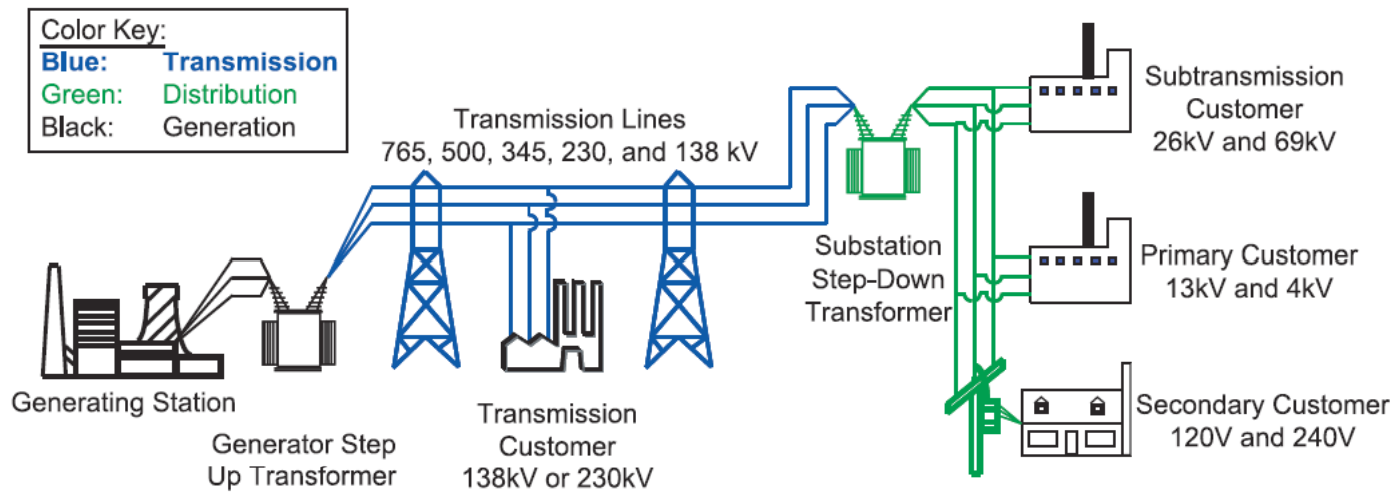 Color Key:
Blue: Transmission
Green: Distribution
Black: Generation
Transmission Lines
765, 500, 345, 230, and 138 kV
Subtransmission
Customer
26kV and 69kV
Substation
Step-Down
Transformer
Primary Customer
13kV and 4kV
Generating Station
Generator Step
Up Transformer
Transmission
Customer
138kV or 230kV
Secondary Customer
120V and 240V